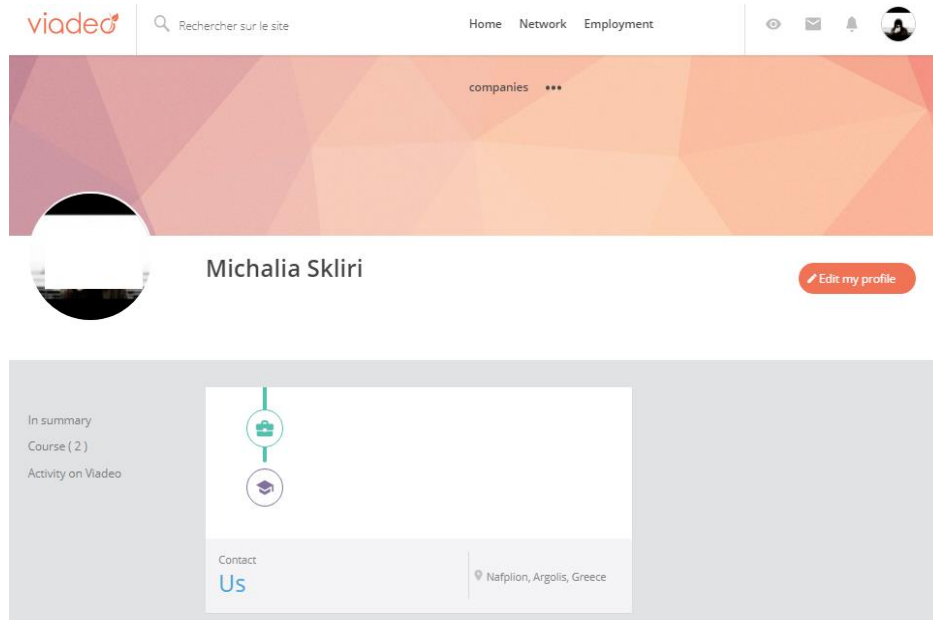 viadeo
Rechercher sur le site
Home Network Employment
companies •••
Michalia Skliri
Edit my profile
In summary
Course ( 2 )
Activity on Viadeo
Contact
Us
Nafplion, Argolis, Greece